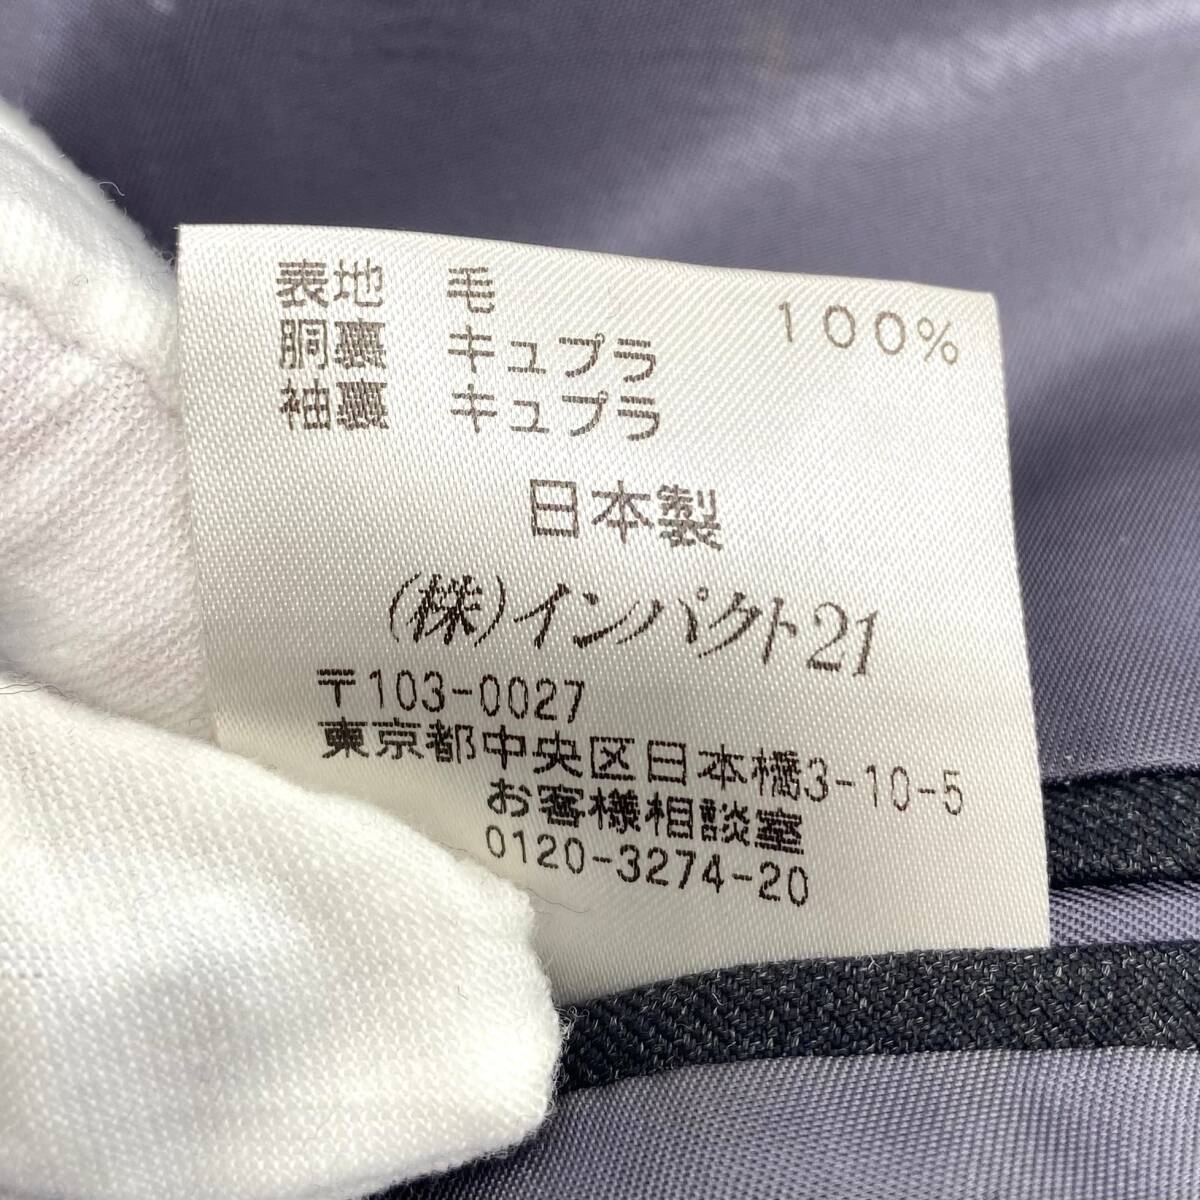 表地 毛 100%
胴裏 キュプラ
袖裏 キュプラ
日本製
(株)インパクト21
〒103-0027
東京都中央区日本橋3-10-5
お客様相談室
0120-3274-20